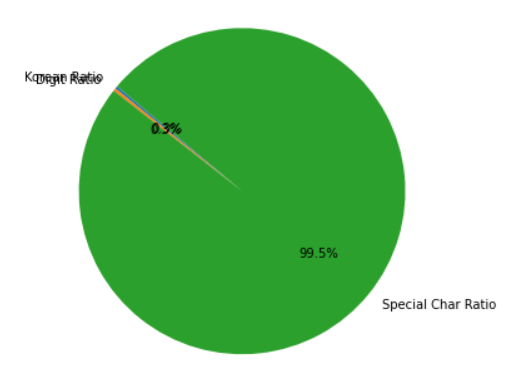 Korean Ratio
Digit Ratio
0.3%
99.5%
Special Char Ratio